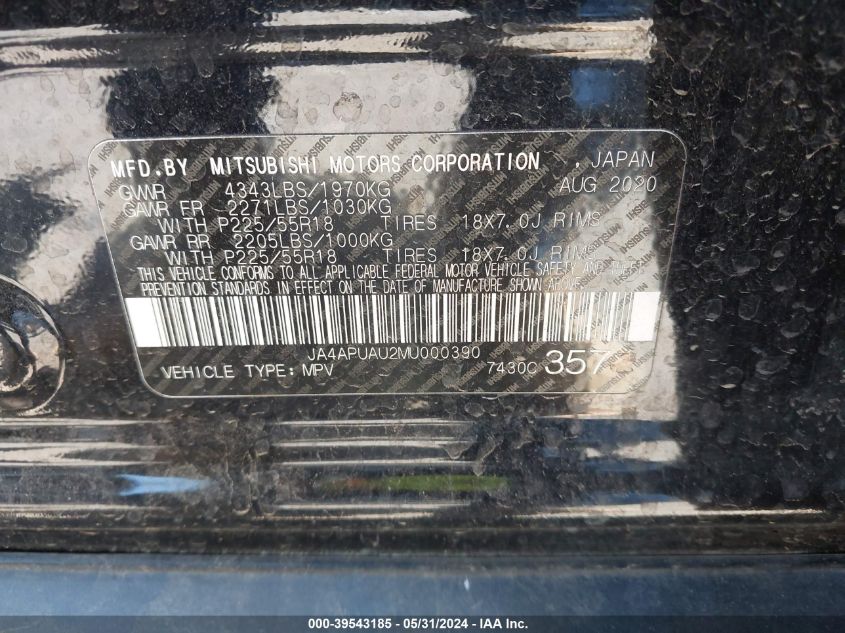 MFD.BY MITSUBISHI MOTORS CORPORATION , JAPAN
GVWR 4343LBS/1970KG AUG 2020
GAWR FR 2271LBS/1030KG
WITH P225/55R18 TIRES 18X7.0J RIMS
GAWR RR 2205LBS/1000KG
WITH P225/55R18 TIRES 18X7.0J RIMS
THIS VEHICLE CONFORMS TO ALL APPLICABLE FEDERAL MOTOR VEHICLE SAFETY AND THEFT
PREVENTION STANDARDS IN EFFECT ON THE DATE OF MANUFACTURE SHOWN ABOVE.
JA4APUAU2MU000390
VEHICLE TYPE: MPV 7430C 357
000-39543185 - 05/31/2024 - IAA Inc.